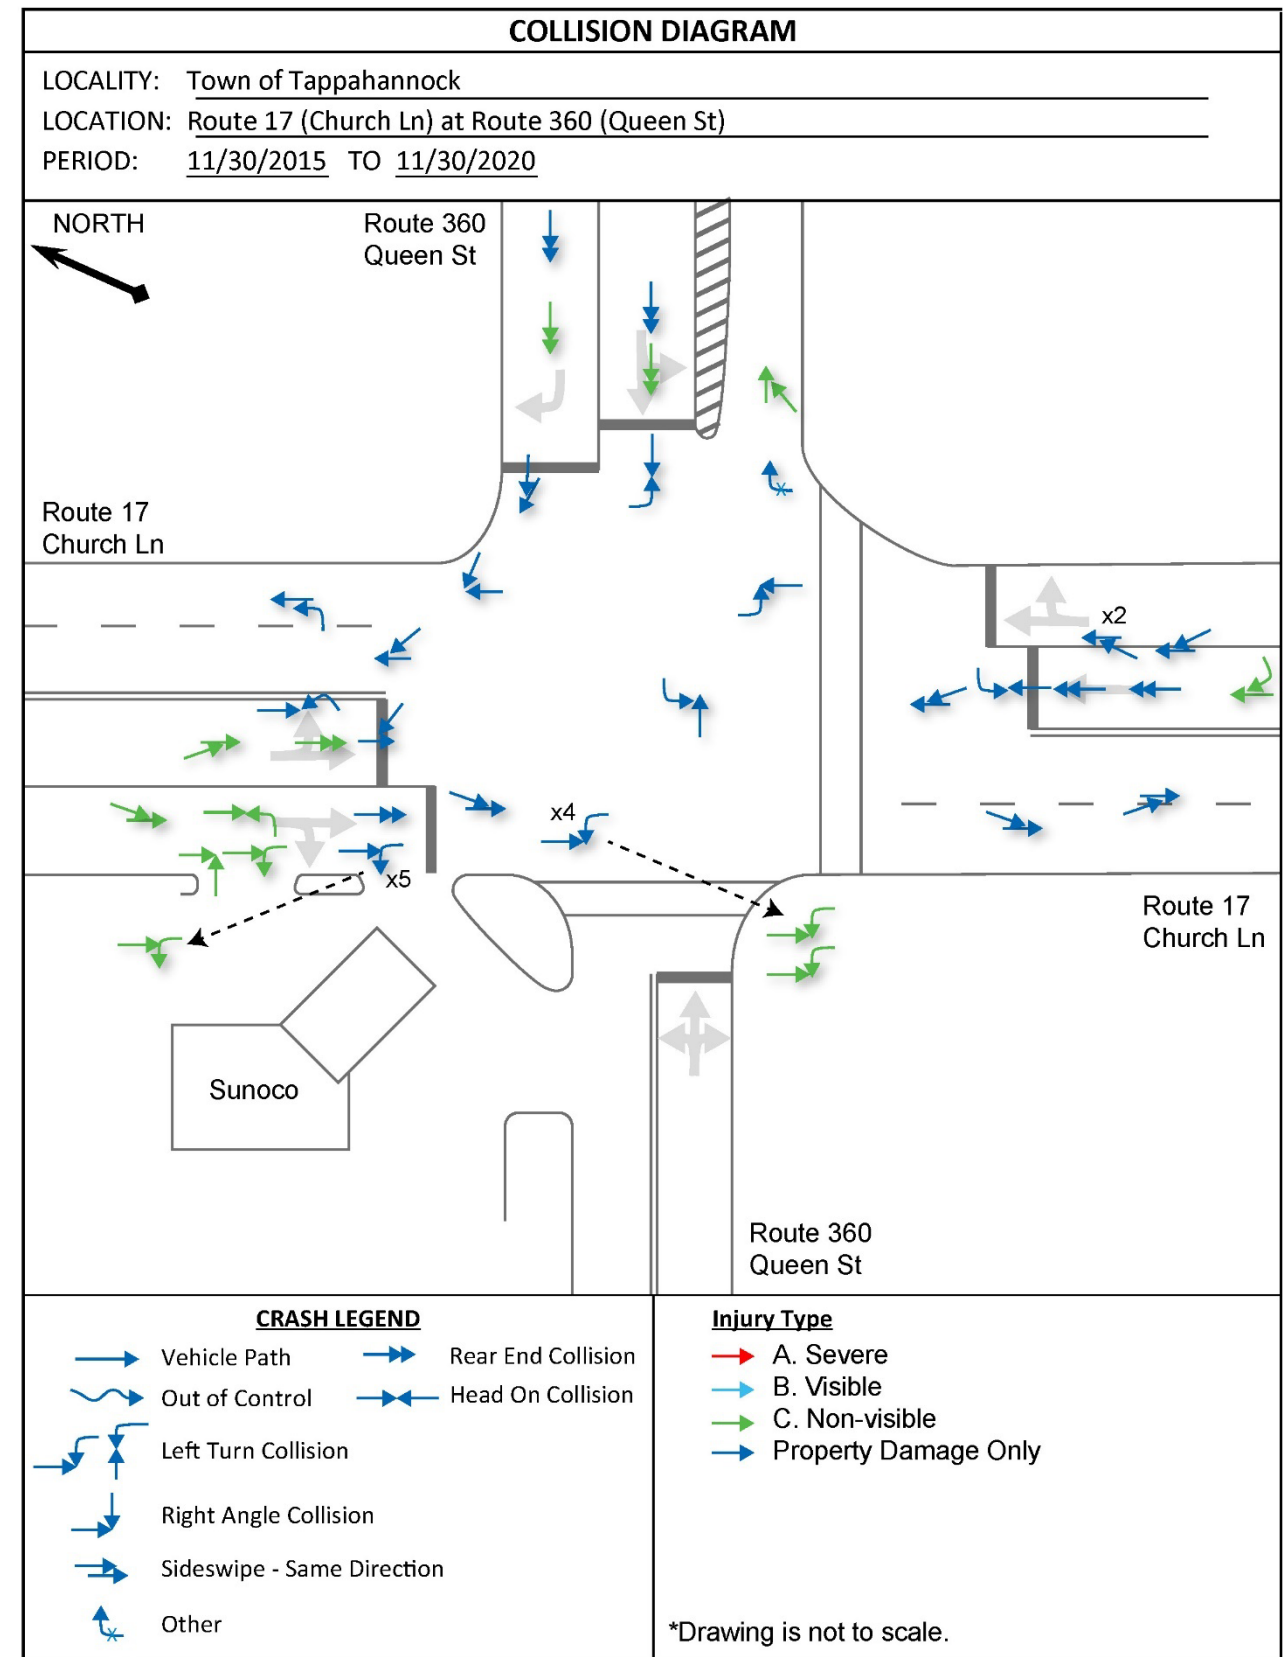 COLLISION DIAGRAM
LOCALITY: Town of Tappahannock
LOCATION: Route 17 (Church Ln) at Route 360 (Queen St)
PERIOD: 11/30/2015 TO 11/30/2020
NORTH
Route 360
Queen St
Route 17
Church Ln
x2
x4
x5
Route 17
Church Ln
Sunoco
Route 360
Queen St
CRASH LEGEND
Vehicle Path
Rear End Collision
Out of Control
Head On Collision
Left Turn Collision
Right Angle Collision
Sideswipe - Same Direction
Other
Injury Type
A. Severe
B. Visible
C. Non-visible
Property Damage Only
*Drawing is not to scale.